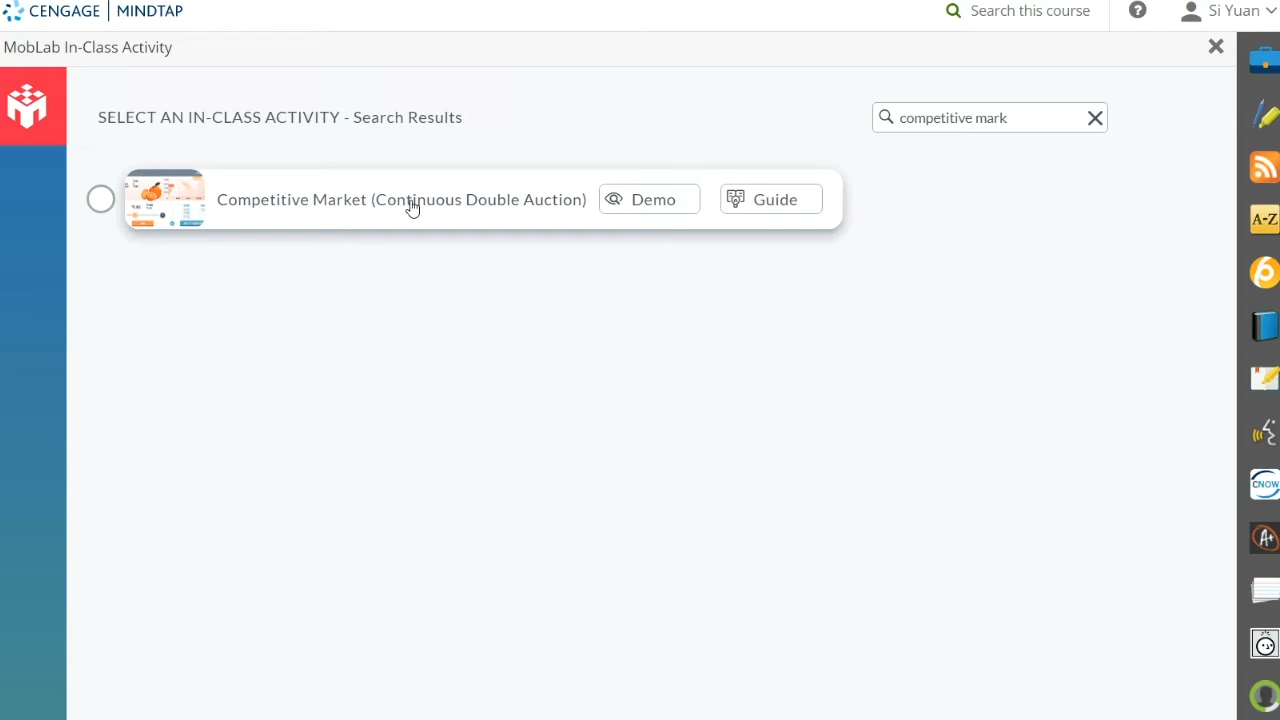 CENGAGE | MINDTAP
Search this course
Si Yuan
MobLab In-Class Activity
SELECT AN IN-CLASS ACTIVITY - Search Results
competitive mark
Competitive Market (Continuous Double Auction)
Demo
Guide
A-Z
CNOW
A+